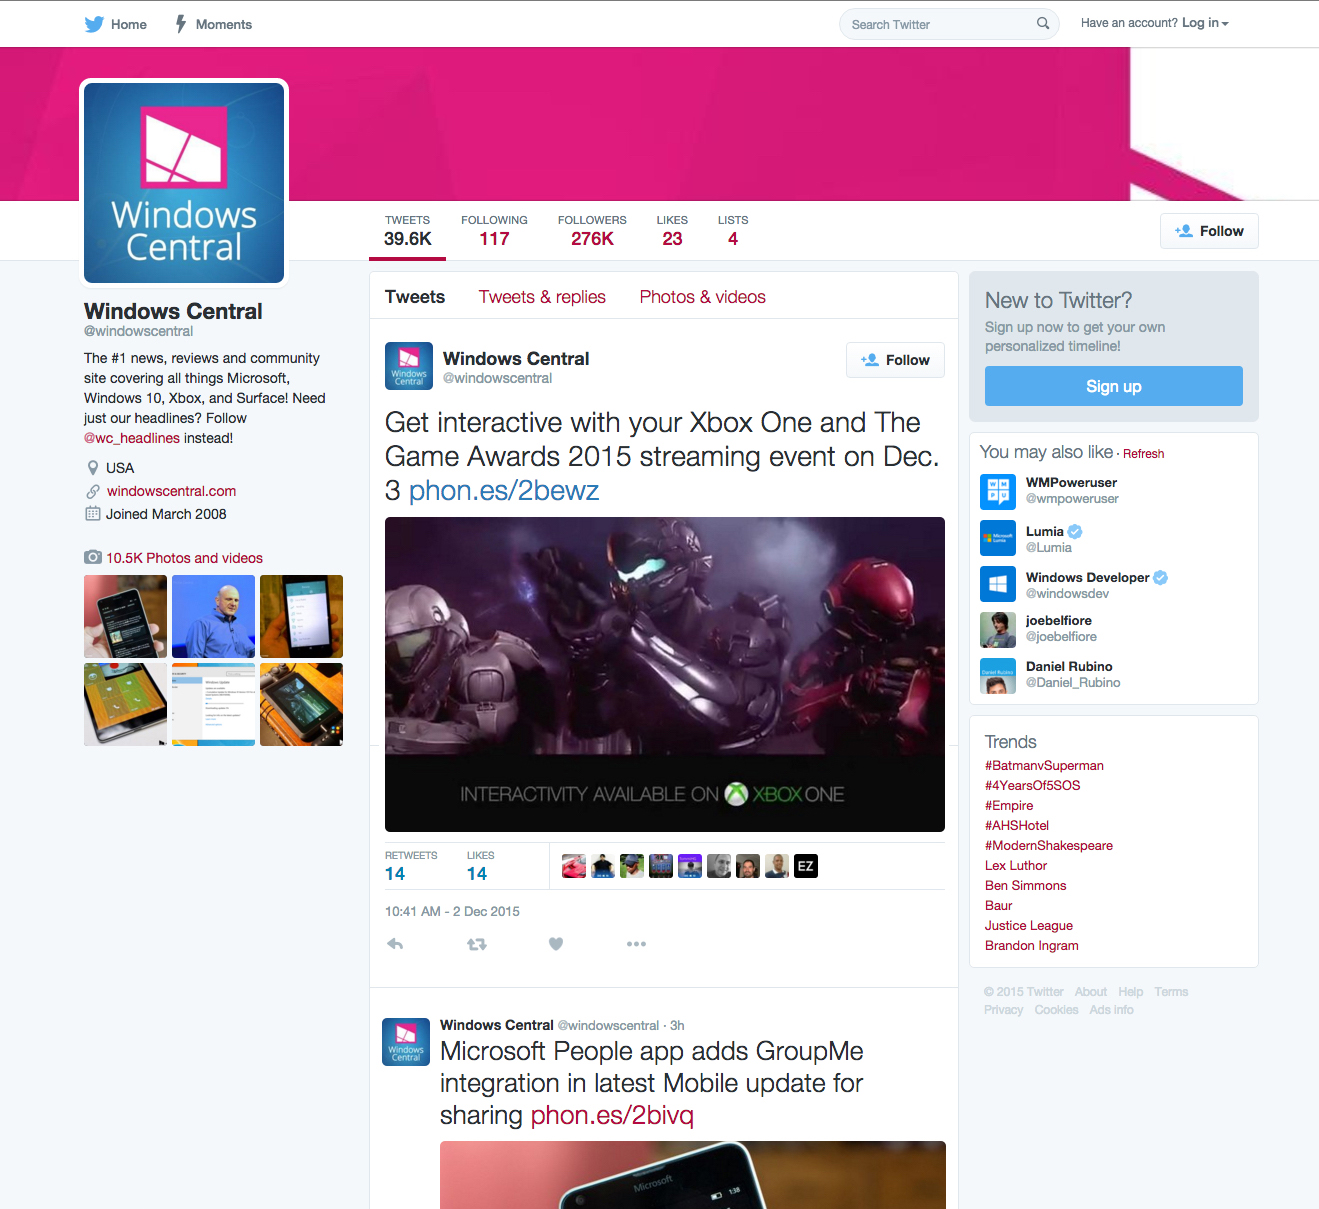 Home
Moments
Search Twitter
Have an account? Log in
Windows
Central
TWEETS
39.6K
FOLLOWING
117
FOLLOWERS
276K
LIKES
23
LISTS
4
Follow
Windows Central
@windowscentral
The #1 news, reviews and community
site covering all things Microsoft,
Windows 10, Xbox, and Surface! Need
just our headlines? Follow
@wc_headlines instead!
USA
windowscentral.com
Joined March 2008
10.5K Photos and videos
Tweets
Tweets & replies
Photos & videos
Windows
Central
Windows Central
@windowscentral
Follow
Get interactive with your Xbox One and The
Game Awards 2015 streaming event on Dec.
3 phon.es/2bewz
INTERACTIVITY AVAILABLE ON XBOX ONE
RETWEETS
14
LIKES
14
EZ
10:41 AM - 2 Dec 2015
Windows
Central
Windows Central @windowscentral · 3h
Microsoft People app adds GroupMe
integration in latest Mobile update for
sharing phon.es/2bivq
Microsoft
1:38
New to Twitter?
Sign up now to get your own
personalized timeline!
Sign up
You may also like · Refresh
WMPU
WMPoweruser
@wmpoweruser
Microsoft
Lumia
Lumia
@Lumia
Windows Developer
@windowsdev
joebelfiore
@joebelfiore
Daniel Rubino
Daniel Rubino
@Daniel_Rubino
Trends
#BatmanvSuperman
#4YearsOf5SOS
#Empire
#AHSHotel
#ModernShakespeare
Lex Luthor
Ben Simmons
Baur
Justice League
Brandon Ingram
© 2015 Twitter About Help Terms
Privacy Cookies Ads info